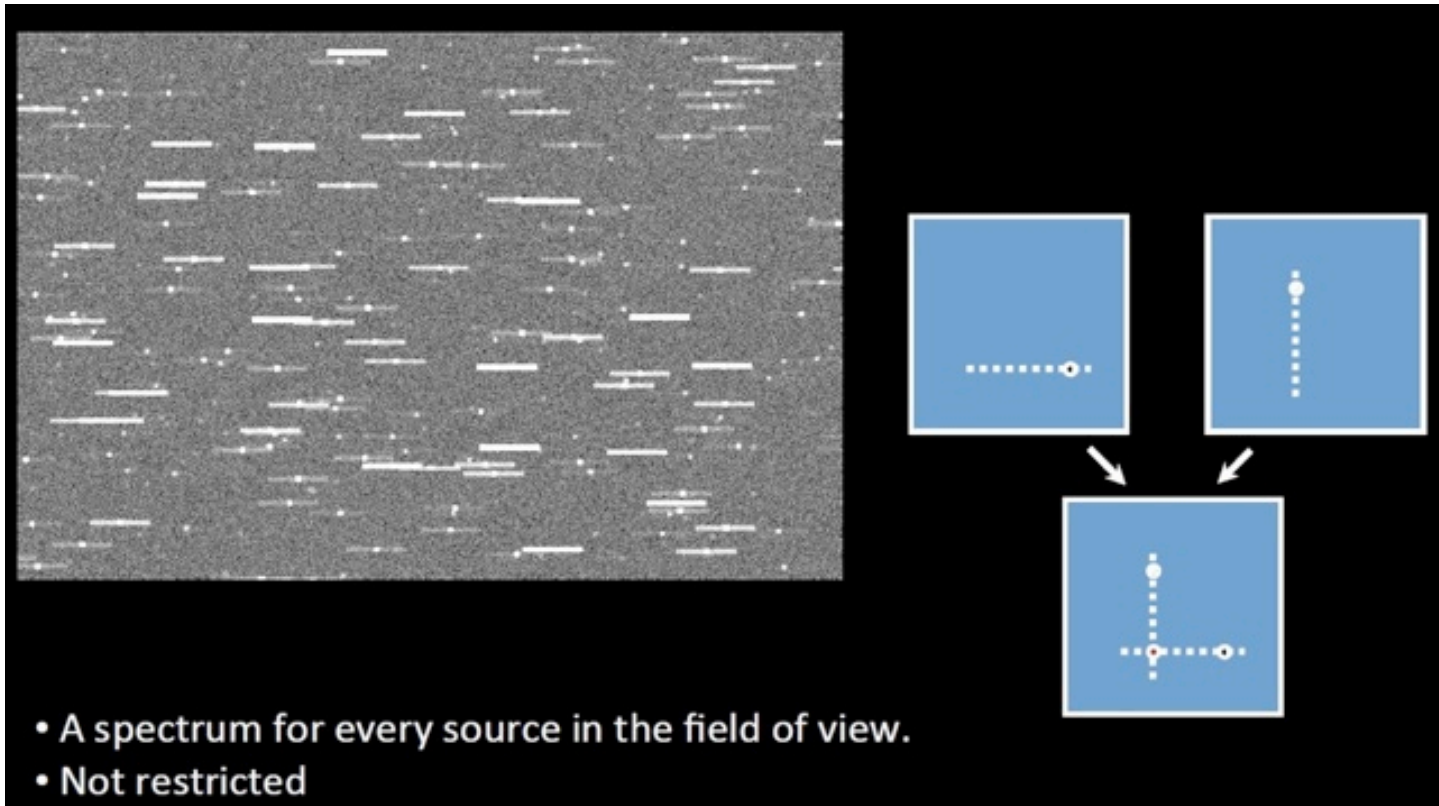 • A spectrum for every source in the field of view.
• Not restricted